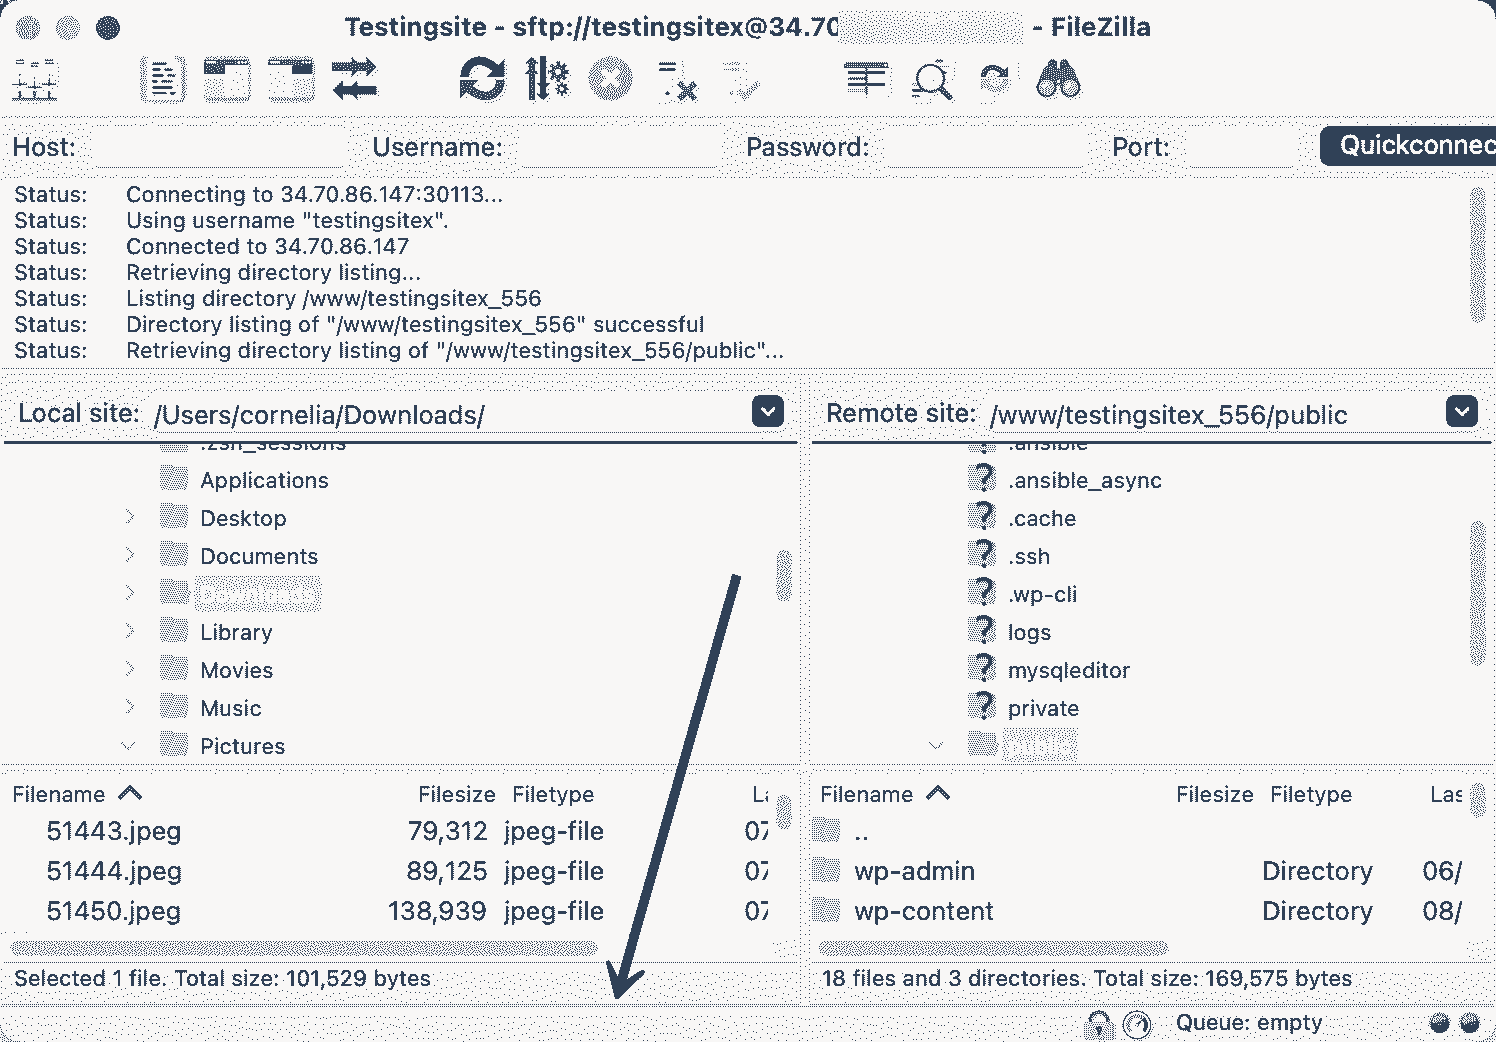 Testingsite - sftp://testingsitex@34.70 - FileZilla
Host: Username: Password: Port: Quickconnec
Status: Connecting to 34.70.86.147:30113...
Status: Using username "testingsitex".
Status: Connected to 34.70.86.147
Status: Retrieving directory listing...
Status: Listing directory /www/testingsitex_556
Status: Directory listing of "/www/testingsitex_556" successful
Status: Retrieving directory listing of "/www/testingsitex_556/public"...
Local site: /Users/cornelia/Downloads/
.zsh_sessions
Applications
Desktop
Documents
Downloads
Library
Movies
Music
Pictures
Remote site: /www/testingsitex_556/public
.ansible
.ansible_async
.cache
.ssh
.wp-cli
logs
mysqleditor
private
public
Filename Filesize Filetype La
51443.jpeg 79,312 jpeg-file 07
51444.jpeg 89,125 jpeg-file 07
51450.jpeg 138,939 jpeg-file 07
Selected 1 file. Total size: 101,529 bytes
Filename Filesize Filetype Las
..
wp-admin Directory 06/
wp-content Directory 08/
18 files and 3 directories. Total size: 169,575 bytes
Queue: empty